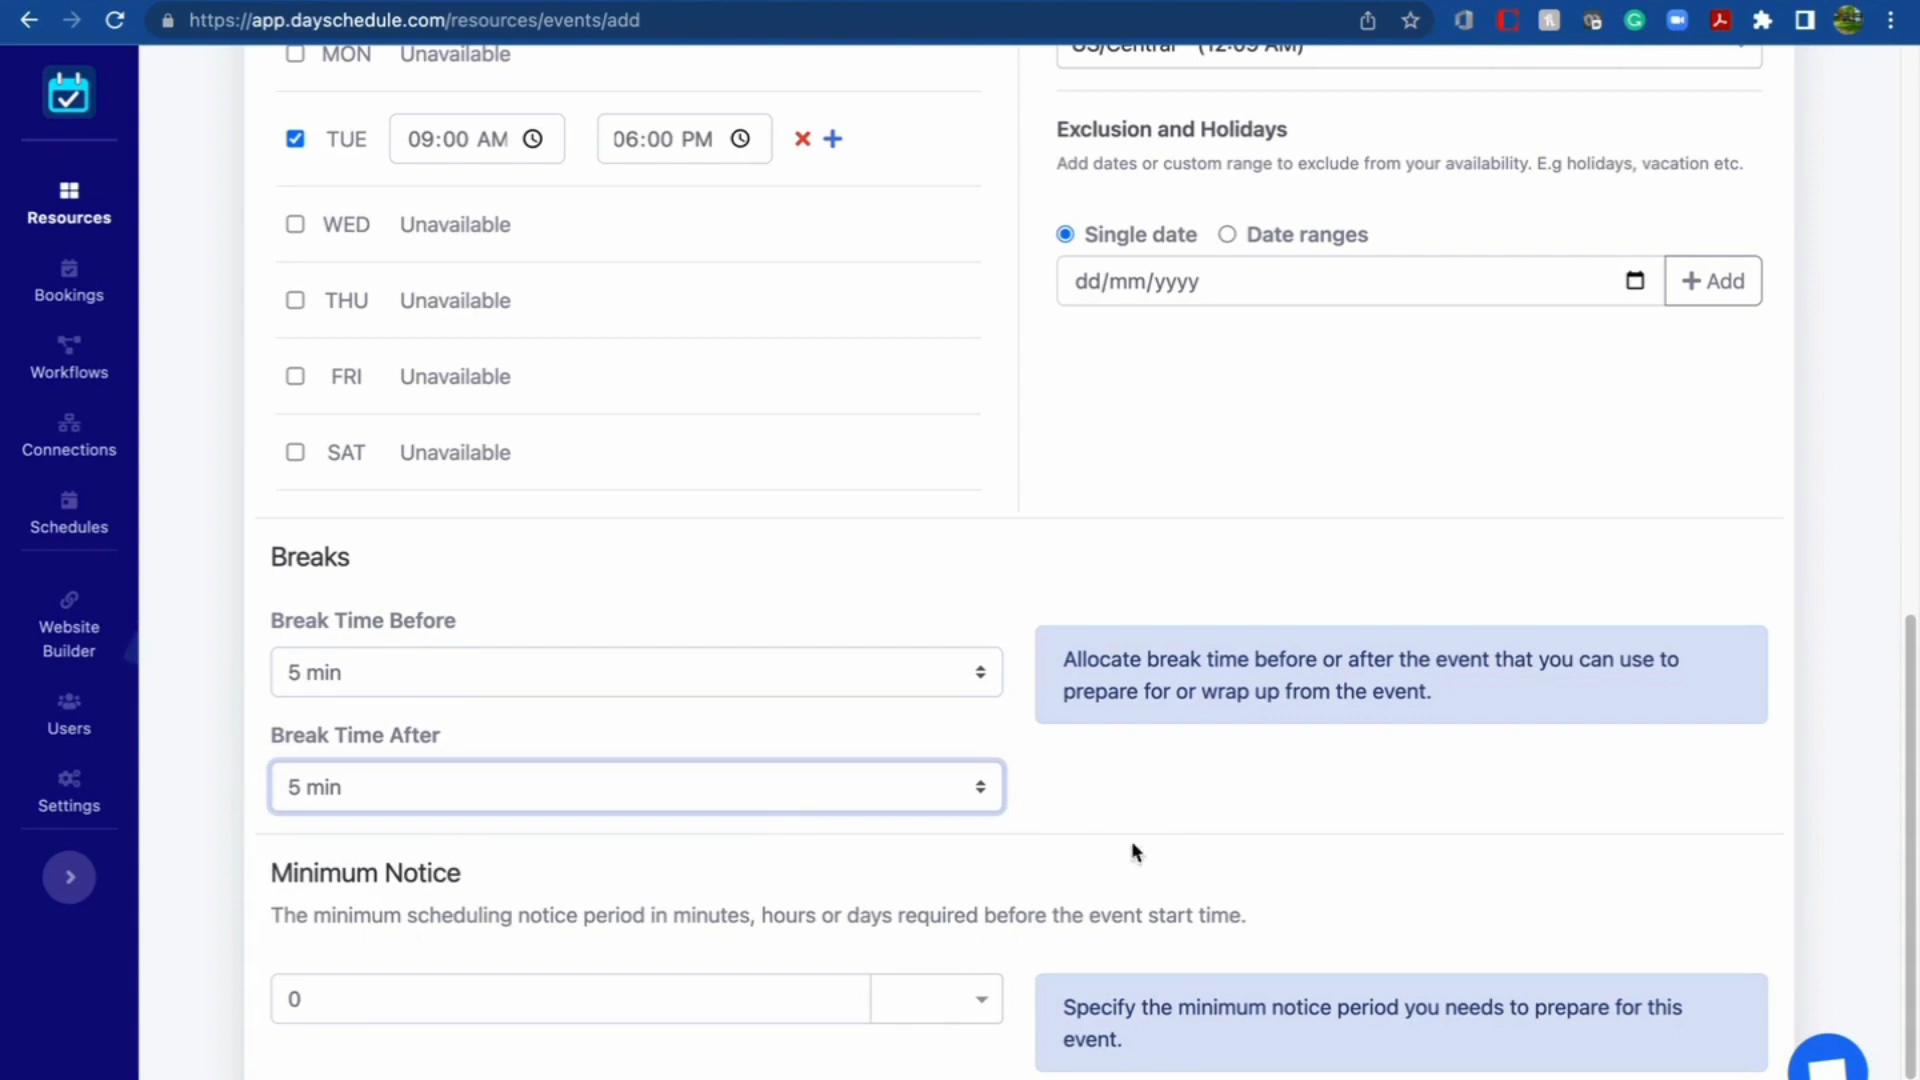 https://app.dayschedule.com/resources/events/add
Resources
Bookings
Workflows
Connections
Schedules
Website
Builder
Users
Settings
MON Unavailable
TUE 09:00 AM 06:00 PM
WED Unavailable
THU Unavailable
FRI Unavailable
SAT Unavailable
US/Central (12:09 AM)
Exclusion and Holidays
Add dates or custom range to exclude from your availability. E.g holidays, vacation etc.
Single date Date ranges
dd/mm/yyyy + Add
Breaks
Break Time Before
5 min
Break Time After
5 min
Allocate break time before or after the event that you can use to
prepare for or wrap up from the event.
Minimum Notice
The minimum scheduling notice period in minutes, hours or days required before the event start time.
0
Specify the minimum notice period you needs to prepare for this
event.